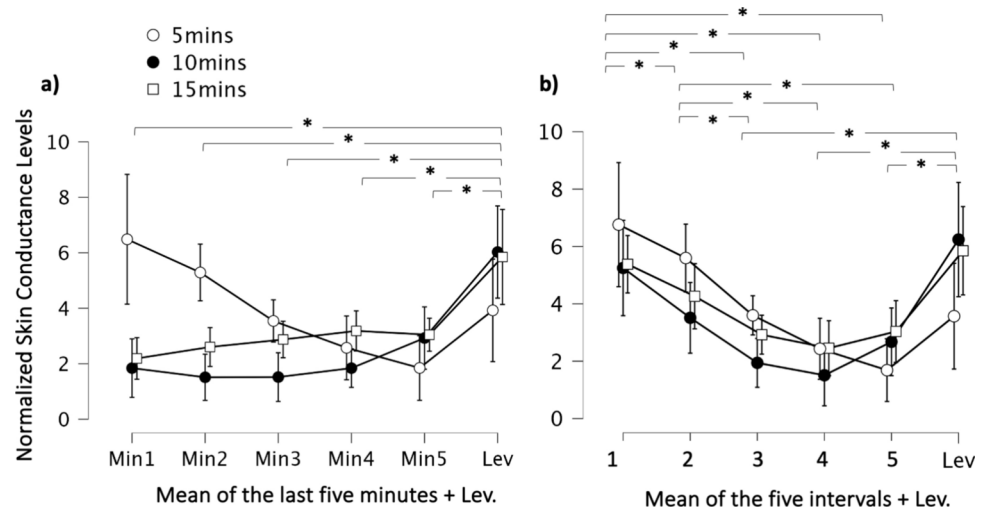 5mins
10mins
15mins
a)
*
*
*
*
*
Normalized Skin Conductance Levels
10
8
6
4
2
0
Min1 Min2 Min3 Min4 Min5 Lev
Mean of the last five minutes + Lev.
b)
*
*
*
*
*
*
*
*
*
*
10
8
6
4
2
0
1 2 3 4 5 Lev
Mean of the five intervals + Lev.